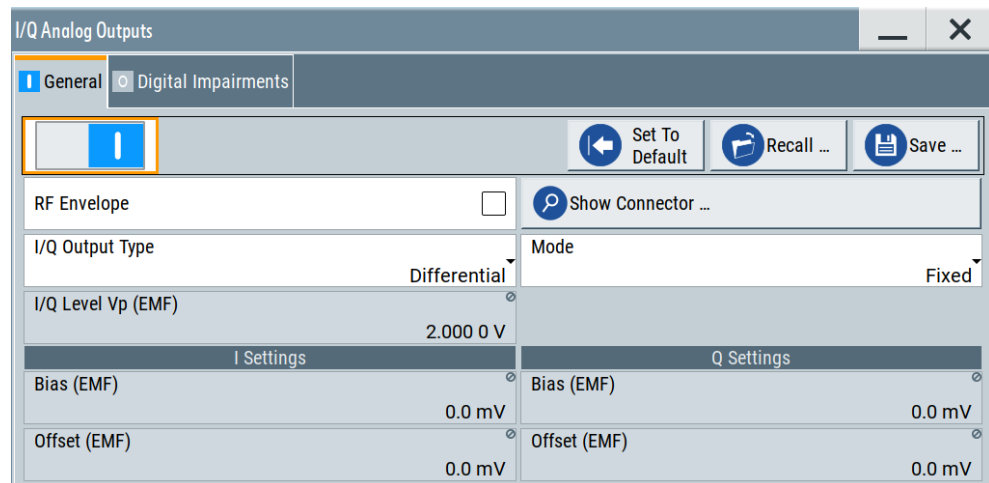 I/Q Analog Outputs
General
Digital Impairments
Set To
Default
Recall ...
Save ...
RF Envelope
Show Connector ...
I/Q Output Type
Differential
Mode
Fixed
I/Q Level Vp (EMF)
2.000 0 V
I Settings
Q Settings
Bias (EMF)
0.0 mV
Bias (EMF)
0.0 mV
Offset (EMF)
0.0 mV
Offset (EMF)
0.0 mV